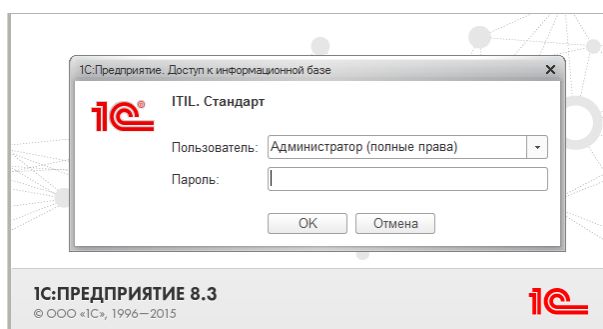 1С:Предприятие. Доступ к информационной базе
1С®
ITIL. Стандарт
Пользователь: Администратор (полные права)
Пароль:
ОК Отмена
1С:ПРЕДПРИЯТИЕ 8.3
© ООО «1С», 1996—2015
1С